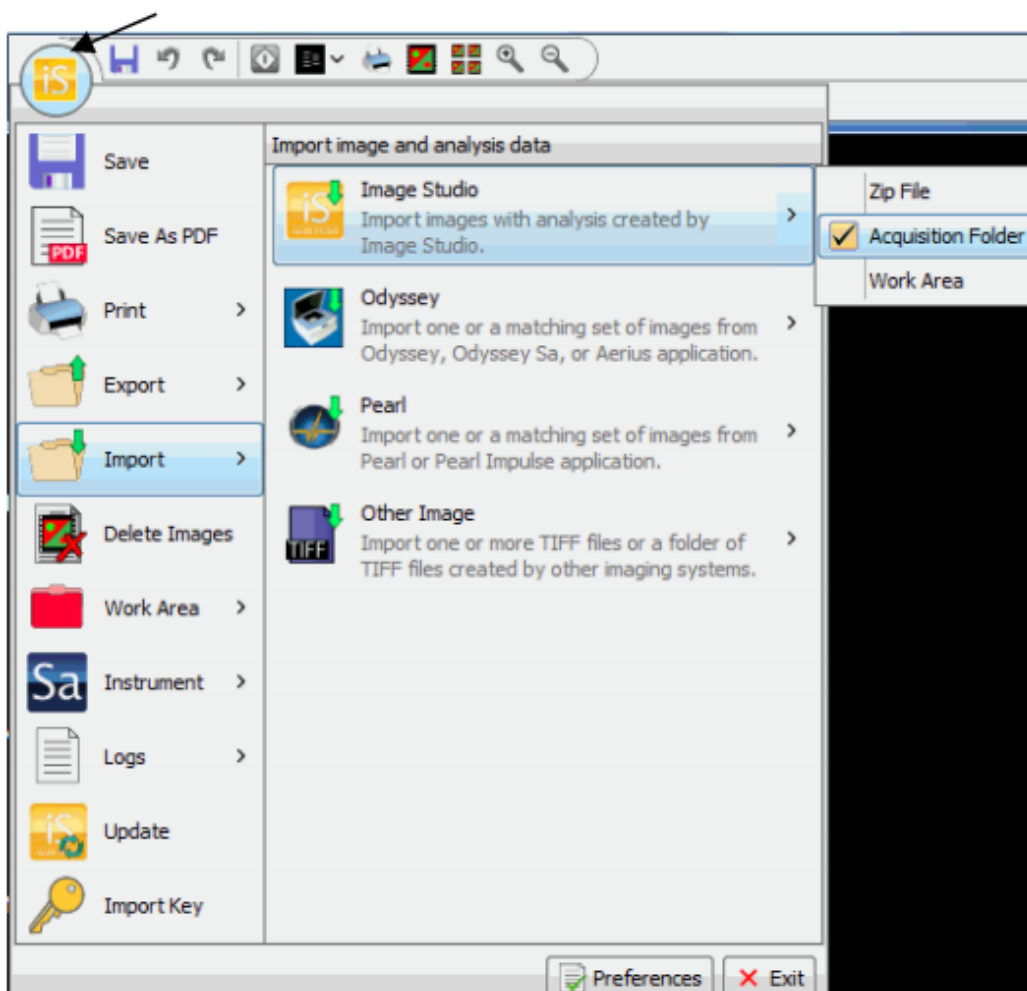 iS
Save
Save As PDF
PDF
Print
Export
Import
Delete Images
Work Area
Sa
Instrument
Logs
iS
Update
Import Key
Import image and analysis data
iS
Image Studio
Import images with analysis created by
Image Studio.
Odyssey
Import one or a matching set of images from
Odyssey, Odyssey Sa, or Aerius application.
Pearl
Import one or a matching set of images from
Pearl or Pearl Impulse application.
TIFF
Other Image
Import one or more TIFF files or a folder of
TIFF files created by other imaging systems.
Zip File
Acquisition Folder
Work Area
Preferences
Exit